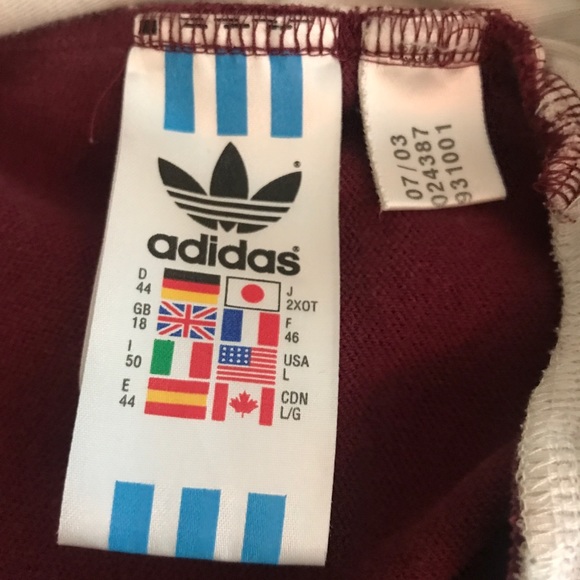 adidas
D
44
J
2XOT
GB
18
F
46
I
50
USA
L
E
44
CDN
L/G
07/03
024387
931001